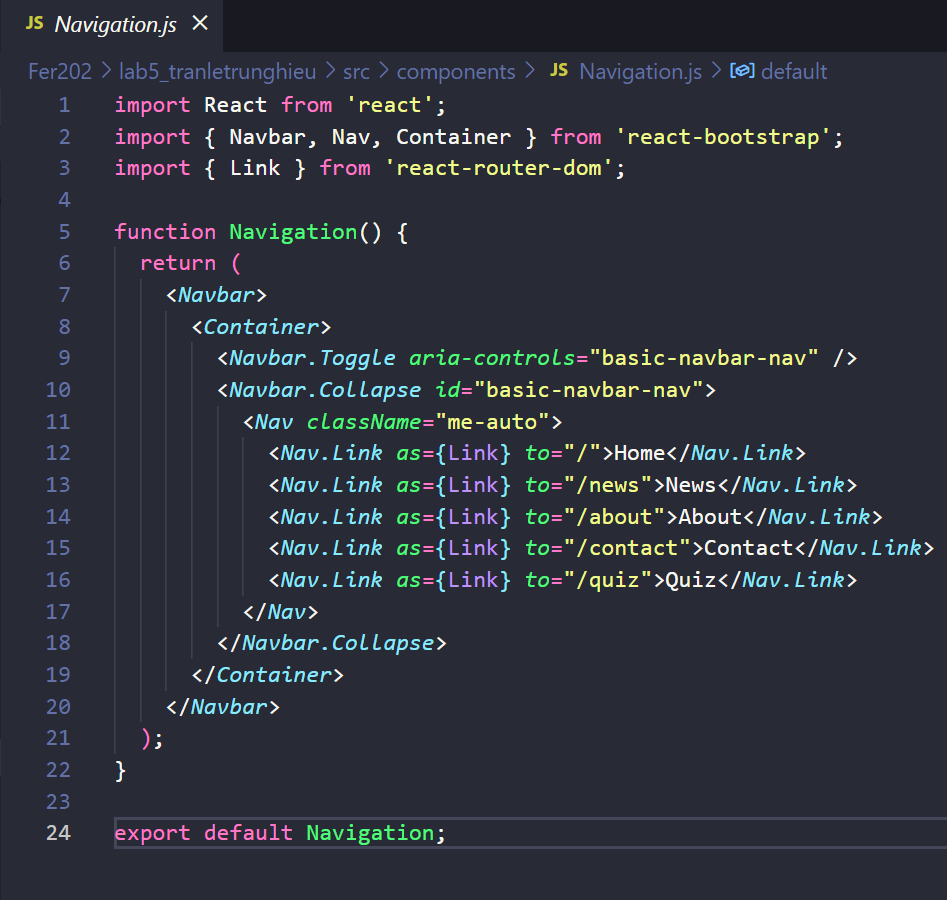 JS Navigation.js ×
Fer202 > lab5_tranletrunghieu > src > components > JS Navigation.js > default
1 import React from 'react';
2 import { Navbar, Nav, Container } from 'react-bootstrap';
3 import { Link } from 'react-router-dom';
4
5 function Navigation() {
6   return (
7     <Navbar>
8       <Container>
9         <Navbar.Toggle aria-controls="basic-navbar-nav" />
10         <Navbar.Collapse id="basic-navbar-nav">
11           <Nav className="me-auto">
12             <Nav.Link as={Link} to="/">Home</Nav.Link>
13             <Nav.Link as={Link} to="/news">News</Nav.Link>
14             <Nav.Link as={Link} to="/about">About</Nav.Link>
15             <Nav.Link as={Link} to="/contact">Contact</Nav.Link>
16             <Nav.Link as={Link} to="/quiz">Quiz</Nav.Link>
17           </Nav>
18         </Navbar.Collapse>
19       </Container>
20     </Navbar>
21   );
22 }
23
24 export default Navigation;